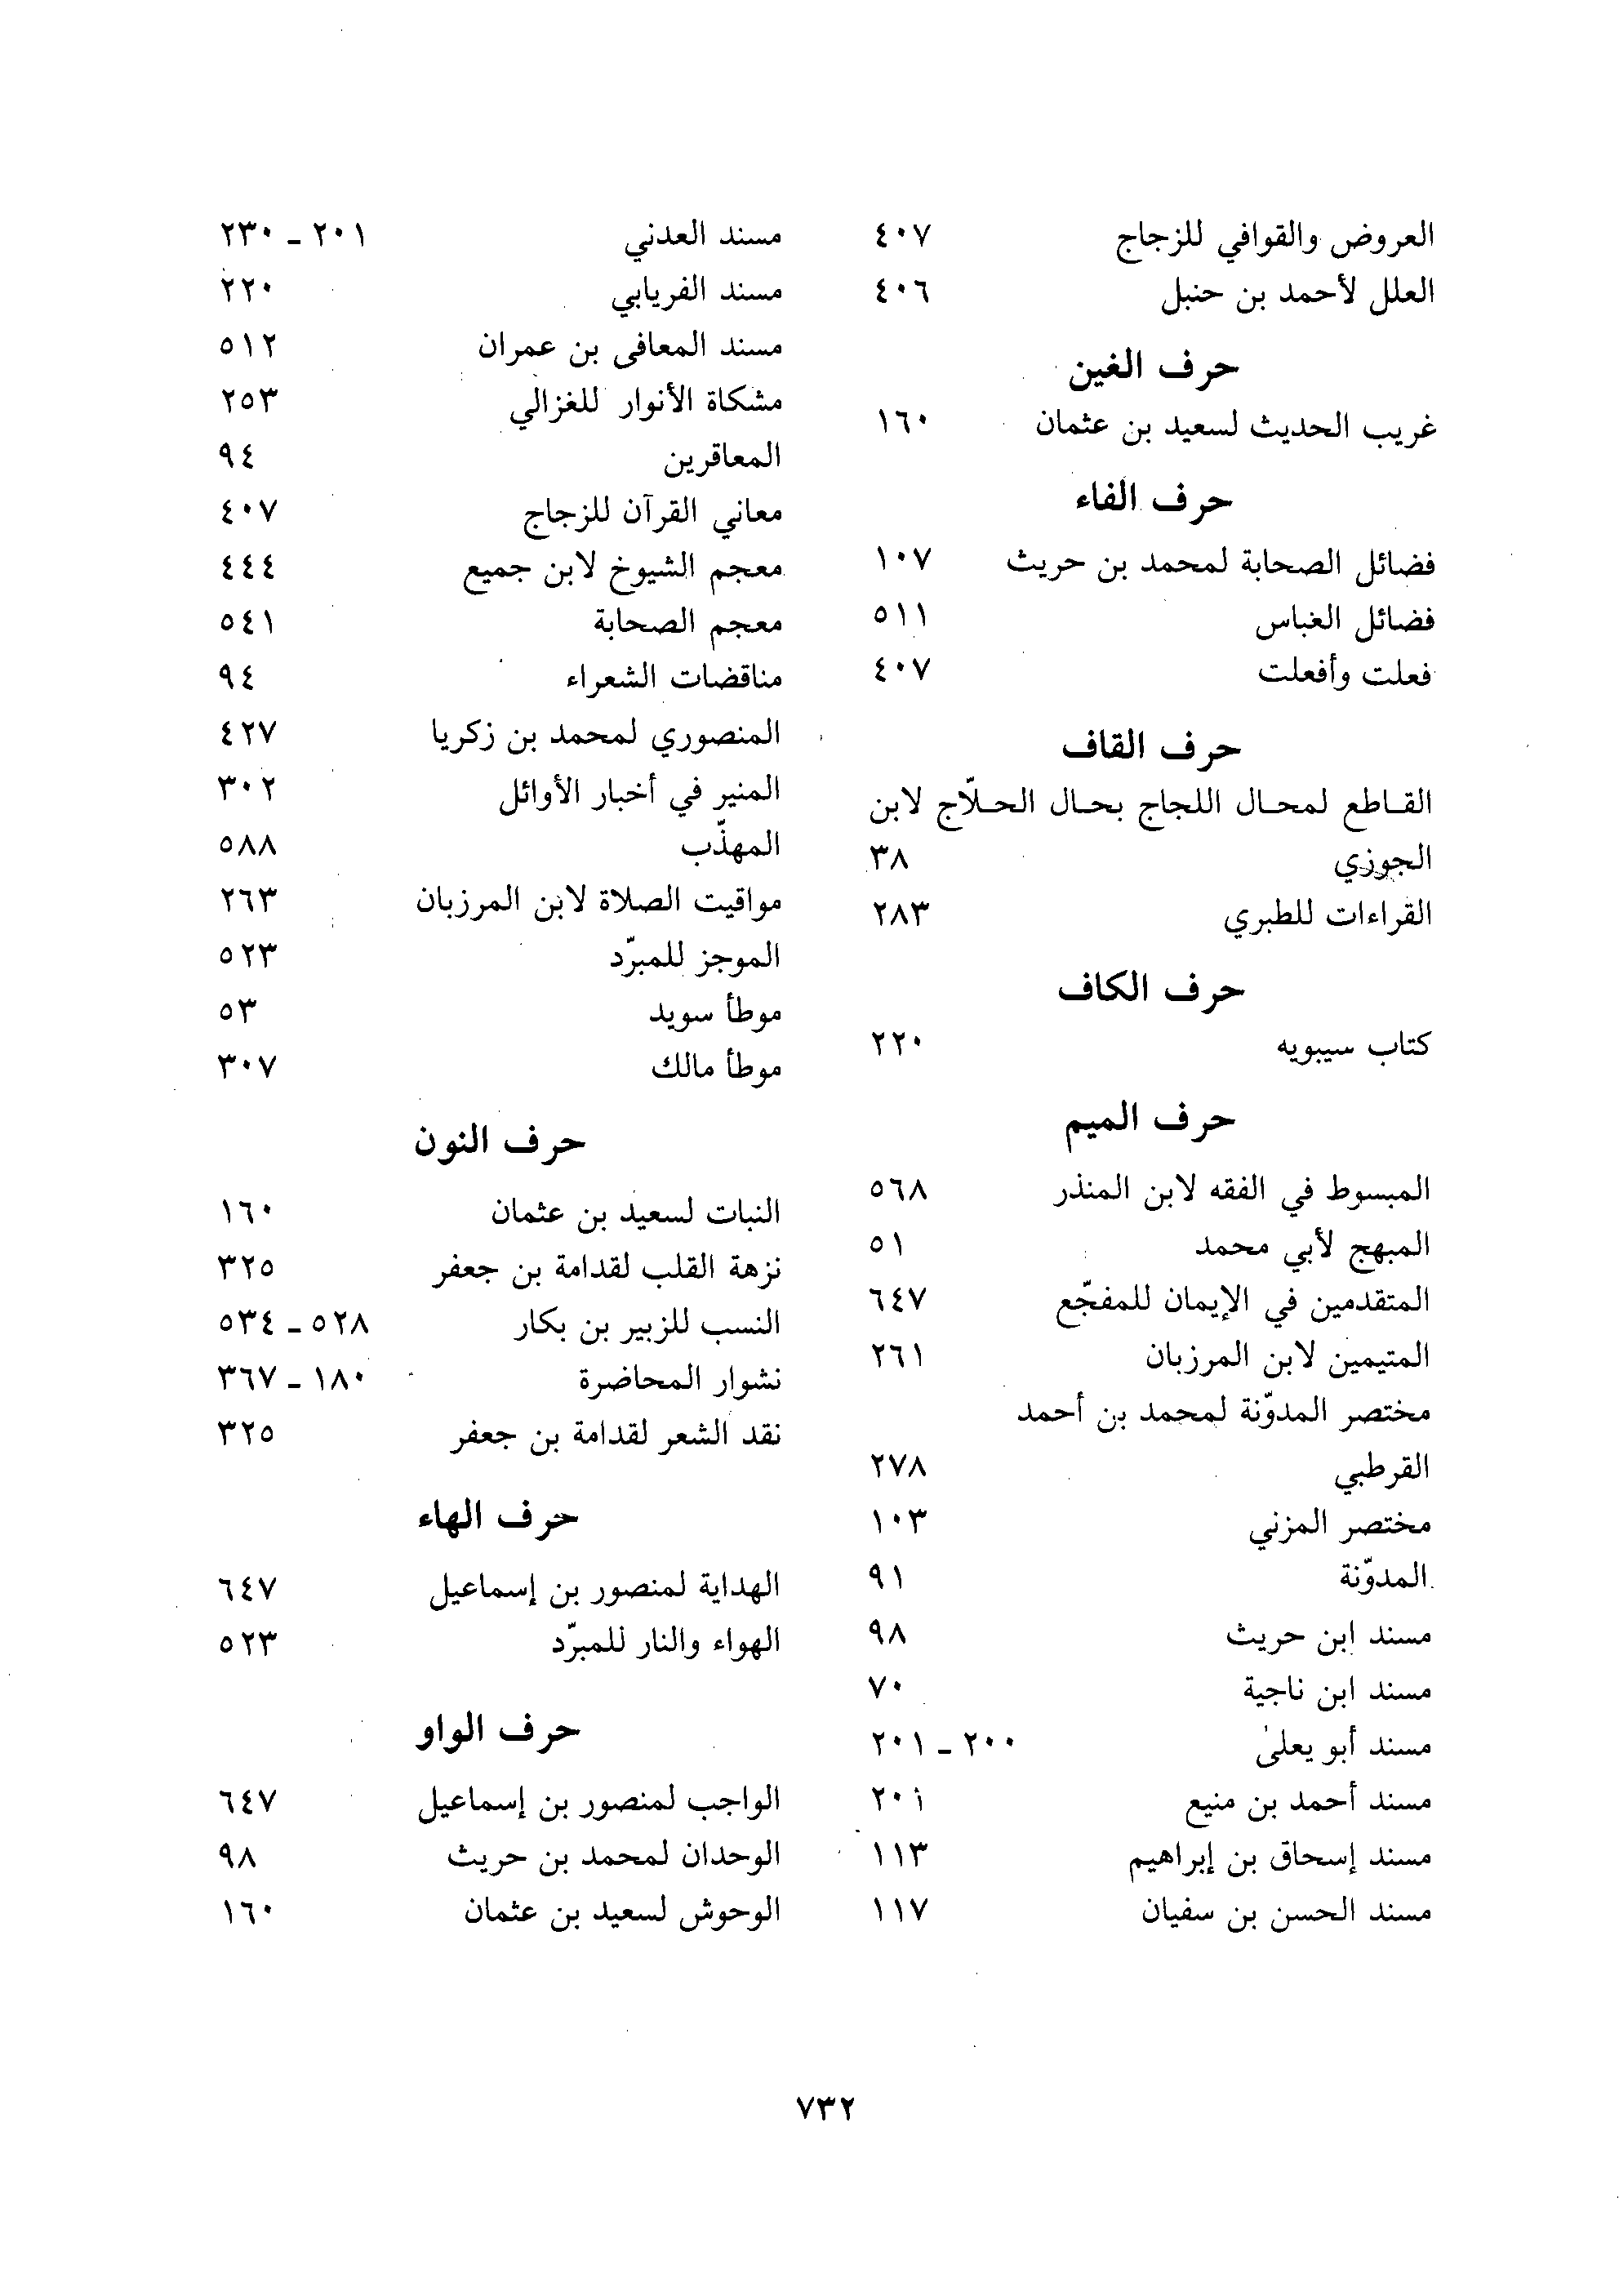 العروض والقوافي للزجاج ٤٠٧
العلل لأحمد بن حنبل ٤٠٦
حرف الغين
غريب الحديث لسعيد بن عثمان ١٦٠
حرف الفاء
فضائل الصحابة لمحمد بن حريث ١٠٧
فضائل العباس ٥١١
فعلت وأفعلت ٤٠٧
حرف القاف
القاطع لمحال اللجاج بحال الحلّاج لابن
الجوزي ٣٨
القراءات للطبري ٢٨٣
حرف الكاف
كتاب سيبويه ٢٢٠
حرف الميم
المبسوط في الفقه لابن المنذر ٥٦٨
المبهج لأبي محمد ٥١
المتقدمين في الإيمان للمفجّع ٦٤٧
المتيمين لابن المرزبان ٢٦١
مختصر المدوّنة لمحمد بن أحمد
القرطبي ٢٧٨
مختصر المزني ١٠٣
المدوّنة ٩١
مسند ابن حريث ٩٨
مسند ابن ناجية ٧٠
مسند أبو يعلى ٢٠٠ - ٢٠١
مسند أحمد بن منيع ٢٠١
مسند إسحاق بن إبراهيم ١١٣
مسند الحسن بن سفيان ١١٧
مسند العدني ٢٠١ - ٢٣٠
مسند الفريابي ٢٢٠
مسند المعافى بن عمران ٥١٢
مشكاة الأنوار للغزالي ٢٥٣
المعاقرين ٩٤
معاني القرآن للزجاج ٤٠٧
معجم الشيوخ لابن جميع ٤٤٤
معجم الصحابة ٥٤١
مناقضات الشعراء ٩٤
المنصوري لمحمد بن زكريا ٤٢٧
المنير في أخبار الأوائل ٣٠٢
المهذّب ٥٨٨
مواقيت الصلاة لابن المرزبان ٢٦٣
الموجز للمبرّد ٥٢٣
موطأ سويد ٥٣
موطأ مالك ٣٠٧
حرف النون
النبات لسعيد بن عثمان ١٦٠
نزهة القلب لقدامة بن جعفر ٣٢٥
النسب للزبير بن بكار ٥٢٨ - ٥٣٤
نشوار المحاضرة ١٨٠ - ٣٦٧
نقد الشعر لقدامة بن جعفر ٣٢٥
حرف الهاء
الهداية لمنصور بن إسماعيل ٦٤٧
الهواء والنار للمبرّد ٥٢٣
حرف الواو
الواجب لمنصور بن إسماعيل ٦٤٧
الوحدان لمحمد بن حريث ٩٨
الوحوش لسعيد بن عثمان ١٦٠
٧٣٢